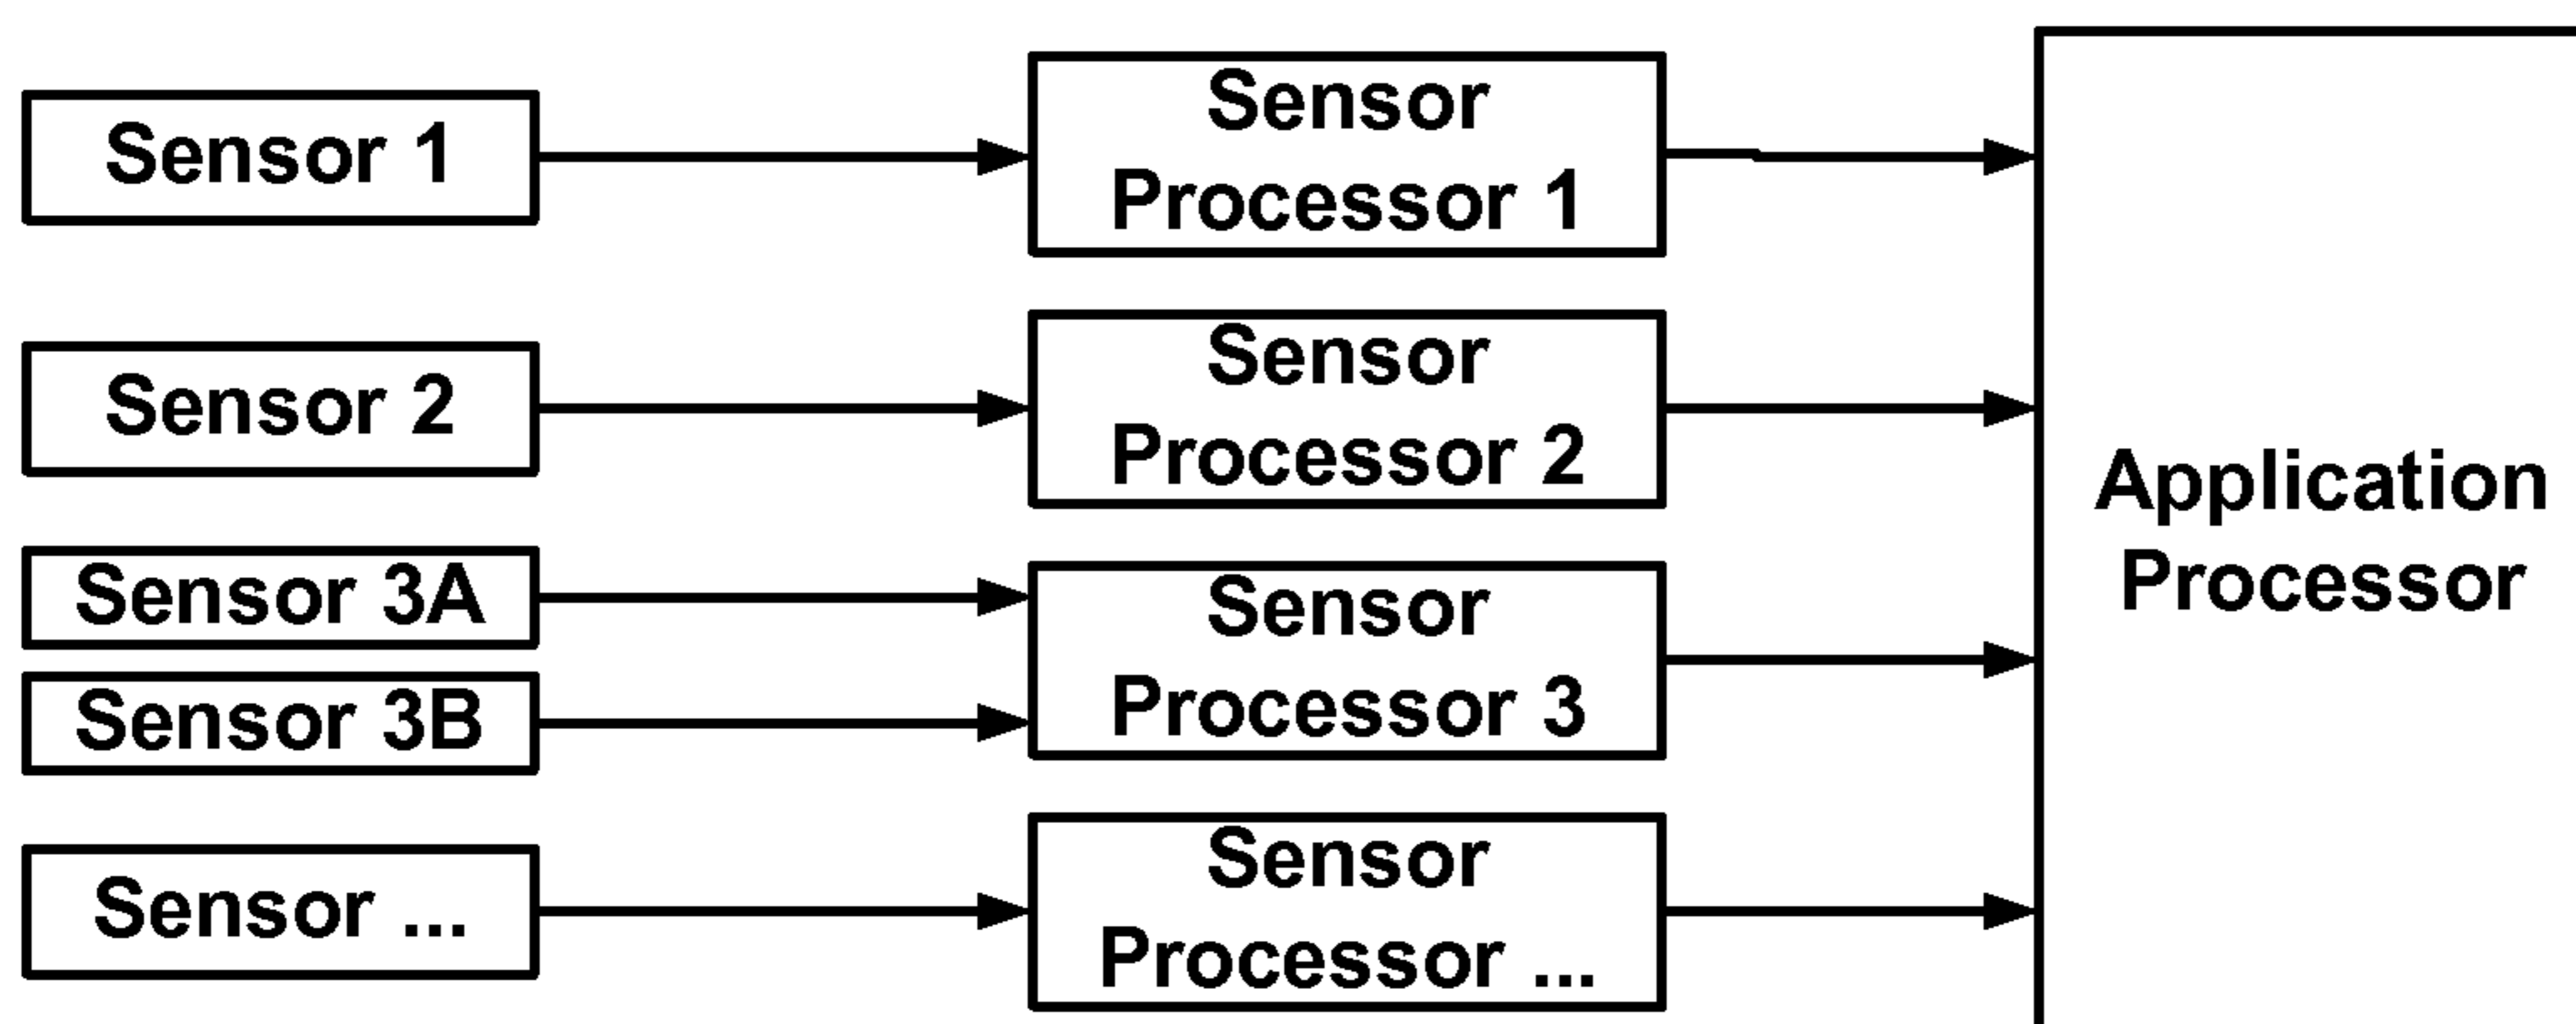 Sensor 1
Sensor
Processor 1
Sensor 2
Sensor
Processor 2
Sensor 3A
Sensor 3B
Sensor
Processor 3
Sensor ...
Sensor
Processor ...
Application
Processor